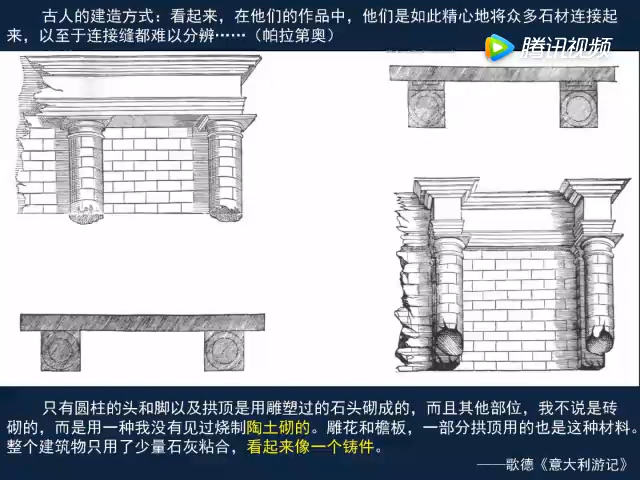 古人的建造方式：看起来，在他们的作品中，他们是如此精心地将众多石材连接起
来，以至于连接缝都难以分辨……（帕拉第奥）
腾讯视频
只有圆柱的头和脚以及拱顶是用雕塑过的石头砌成的，而且其他部位，我不说是砖
砌的，而是用一种我没有见过烧制陶土砌的。雕花和檐板，一部分拱顶用的也是这种材料。
整个建筑物只用了少量石灰粘合，看起来像一个铸件。
——歌德《意大利游记》